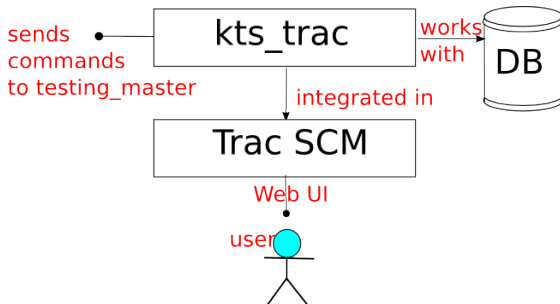 sends
commands
to testing_master
kts_trac
works
with
DB
integrated in
Trac SCM
Web UI
user